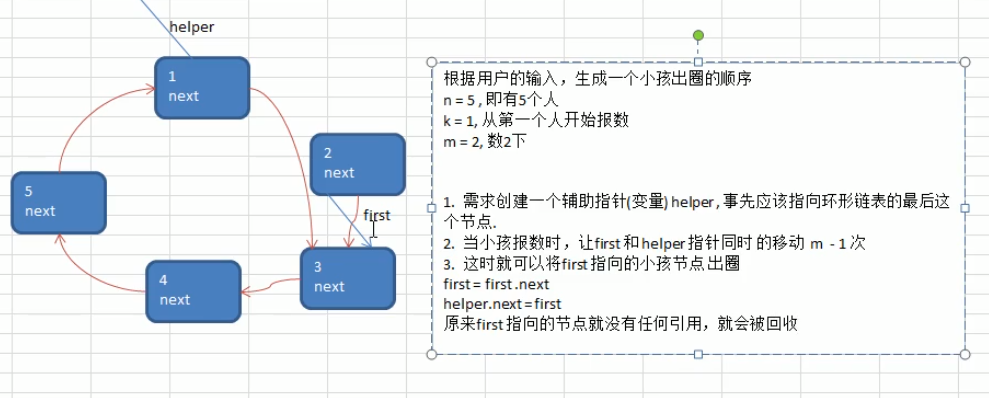 helper
1
next
2
next
first
5
next
3
next
4
next
根据用户的输入，生成一个小孩出圈的顺序
n = 5 , 即有5个人
k = 1, 从第一个人开始报数
m = 2, 数2下
1. 需求创建一个辅助指针(变量) helper , 事先应该指向环形链表的最后这
个节点.
2. 当小孩报数时，让first 和 helper 指针同时 的移动 m - 1 次
3. 这时就可以将first 指向的小孩节点 出圈
first = first .next
helper.next = first
原来first 指向的节点就没有任何引用，就会被回收